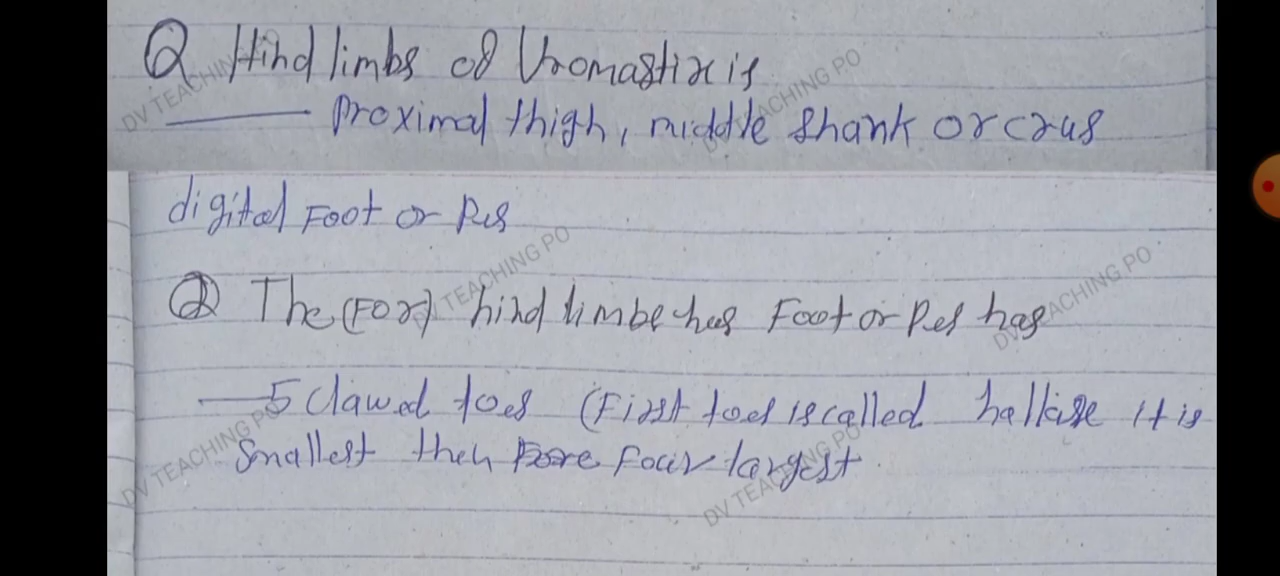 Q Hind limbs of Uromastix is
Proximal thigh, middle shank or crus
digital Foot or Pes
Q The (For) hind limbe has Foot or Pes has
5 Clawed toes (First toes is called hallise it is
Smallest then Fore Four largest
DV TEACHING PO
DV TEACHING PO
DV TEACHING PO
DV TEACHING PO
DV TEACHING PO
DV TEACHING PO